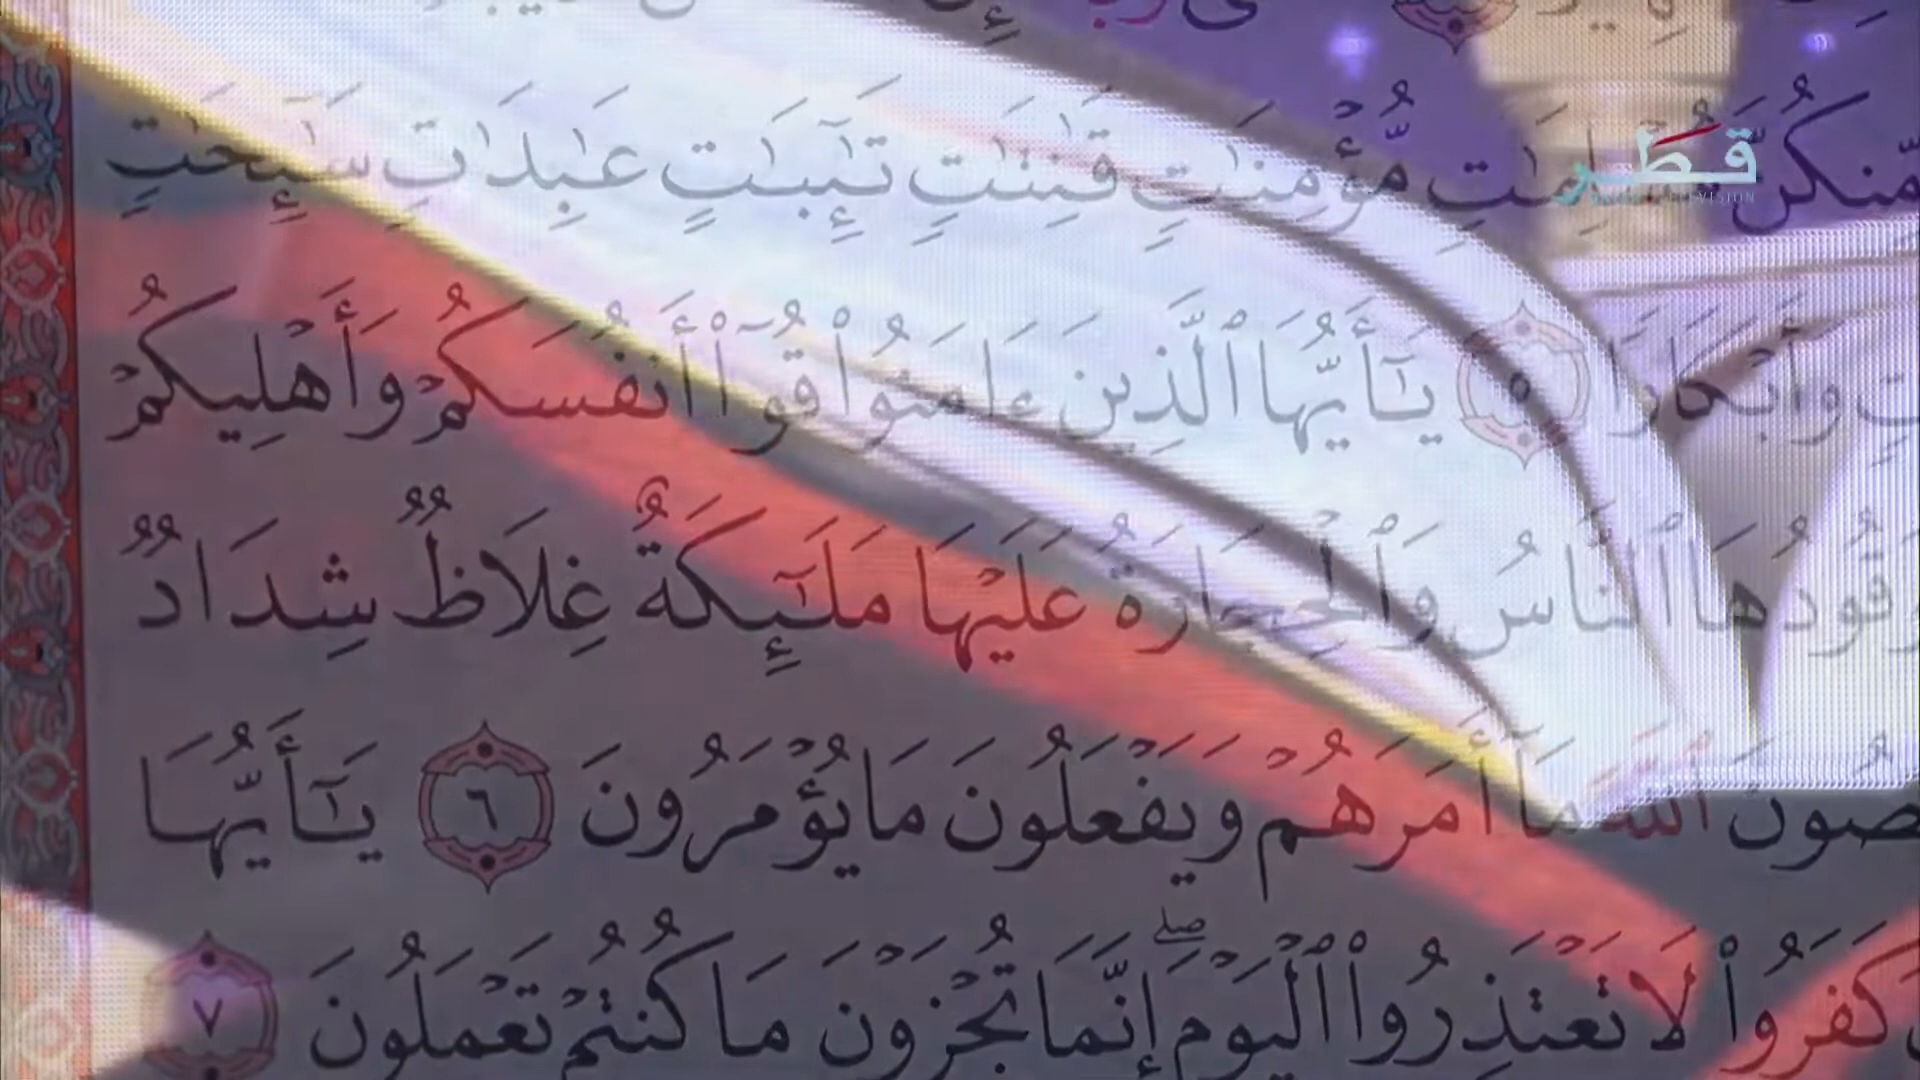 مِّنكُنَّ مُسْلِمَٰتٍ مُّؤْمِنَٰتٍ قَٰنِتَٰتٍ تَٰٓئِبَٰتٍ عَٰبِدَٰتٍ سَٰٓئِحَٰتٍ
قطر
TELEVISION
وَأَبْكَارًا ٥ يَٰٓأَيُّهَا ٱلَّذِينَ ءَامَنُوا۟ قُوٓا۟ أَنفُسَكُمْ وَأَهْلِيكُمْ
وَقُودُهَا ٱلنَّاسُ وَٱلْحِجَارَةُ عَلَيْهَا مَلَٰٓئِكَةٌ غِلَاظٌ شِدَادٌ
ٱللَّهَ مَآ أَمَرَهُمْ وَيَفْعَلُونَ مَا يُؤْمَرُونَ ٦ يَٰٓأَيُّهَا
كَفَرُوا۟ لَا تَعْتَذِرُوا۟ ٱلْيَوْمَ ۖ إِنَّمَا تُجْزَوْنَ مَا كُنتُمْ تَعْمَلُونَ ٧